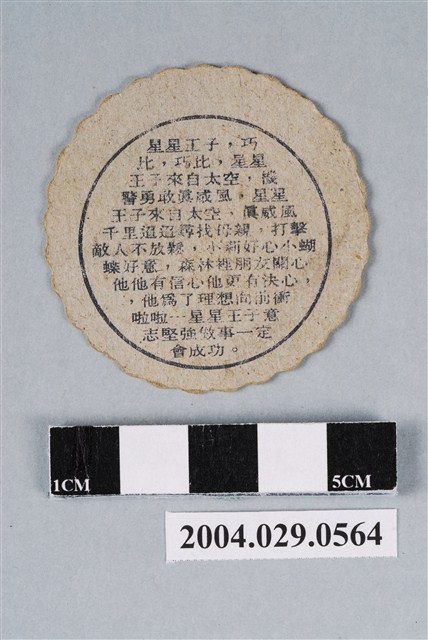 星星王子，巧
比，巧比，星星
王子來自太空，機
醫勇敢眞威風，星星
王子來自太空，眞威風
千里迢迢尋找母親，打擊
敵人不放鬆，小莉好心小蝴
蝶好意，森沐裡朋友關心
他他有信心他更有決心，
，他爲了理想向前衝
啦啦…星星王子意
志堅強做事一定
會成功。
1CM
5CM
2004.029.0564